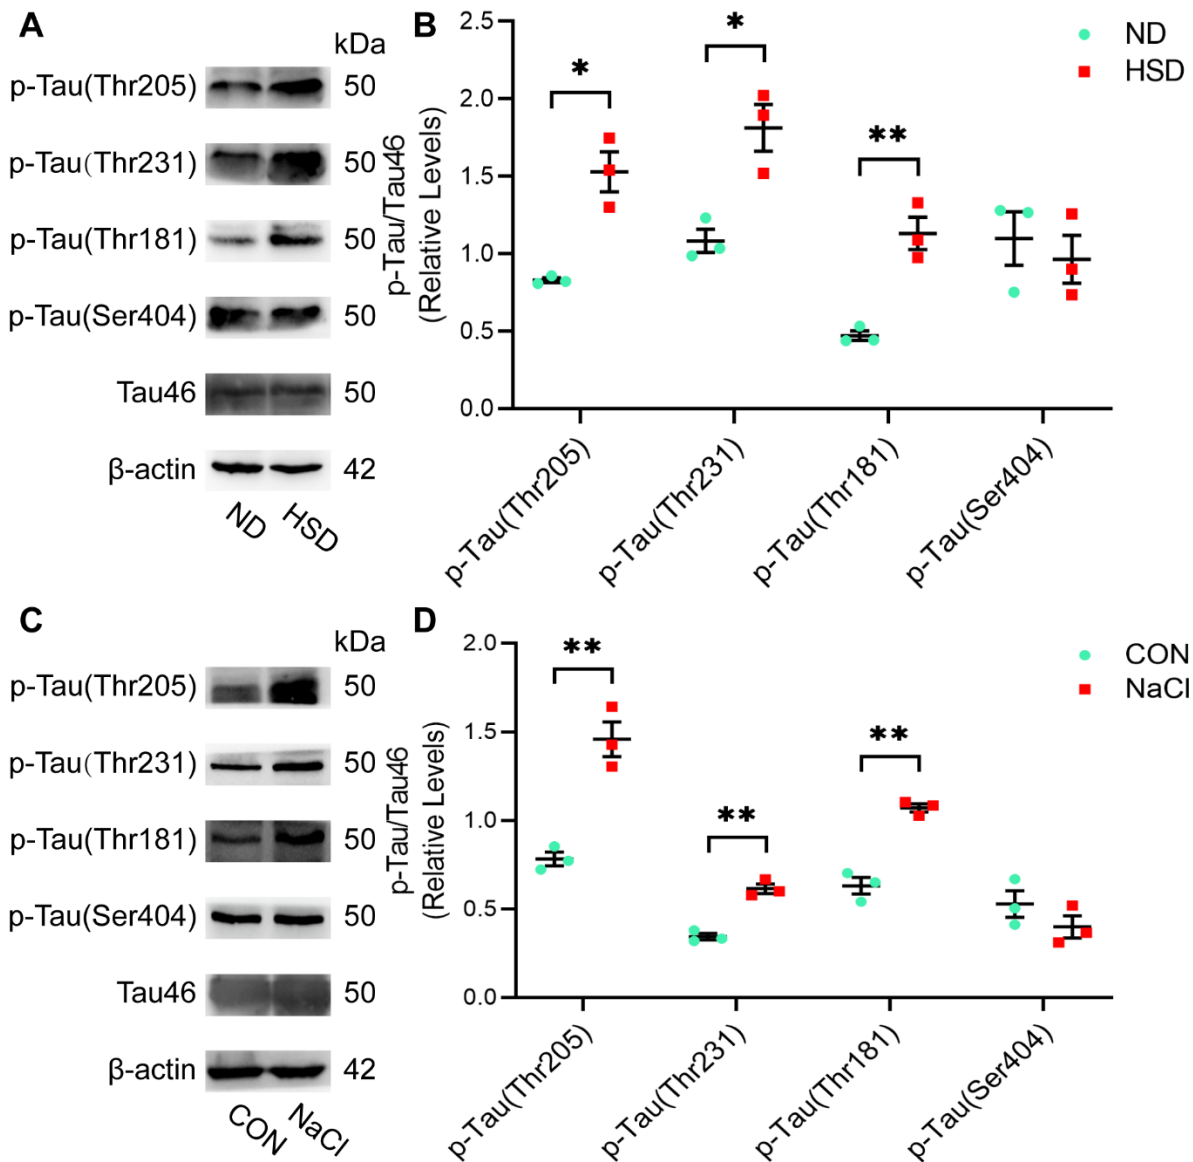 A
kDa
p-Tau(Thr205)
50
p-Tau(Thr231)
50
p-Tau(Thr181)
50
p-Tau(Ser404)
50
Tau46
50
β-actin
42
ND
HSD
B
ND
HSD
p-Tau/Tau46
(Relative Levels)
2.5
2.0
1.5
1.0
0.5
0.0
*
*
**
p-Tau(Thr205)
p-Tau(Thr231)
p-Tau(Thr181)
p-Tau(Ser404)
C
kDa
p-Tau(Thr205)
50
p-Tau(Thr231)
50
p-Tau(Thr181)
50
p-Tau(Ser404)
50
Tau46
50
β-actin
42
CON
NaCl
D
CON
NaCl
p-Tau/Tau46
(Relative Levels)
2.0
1.5
1.0
0.5
0.0
**
**
**
p-Tau(Thr205)
p-Tau(Thr231)
p-Tau(Thr181)
p-Tau(Ser404)